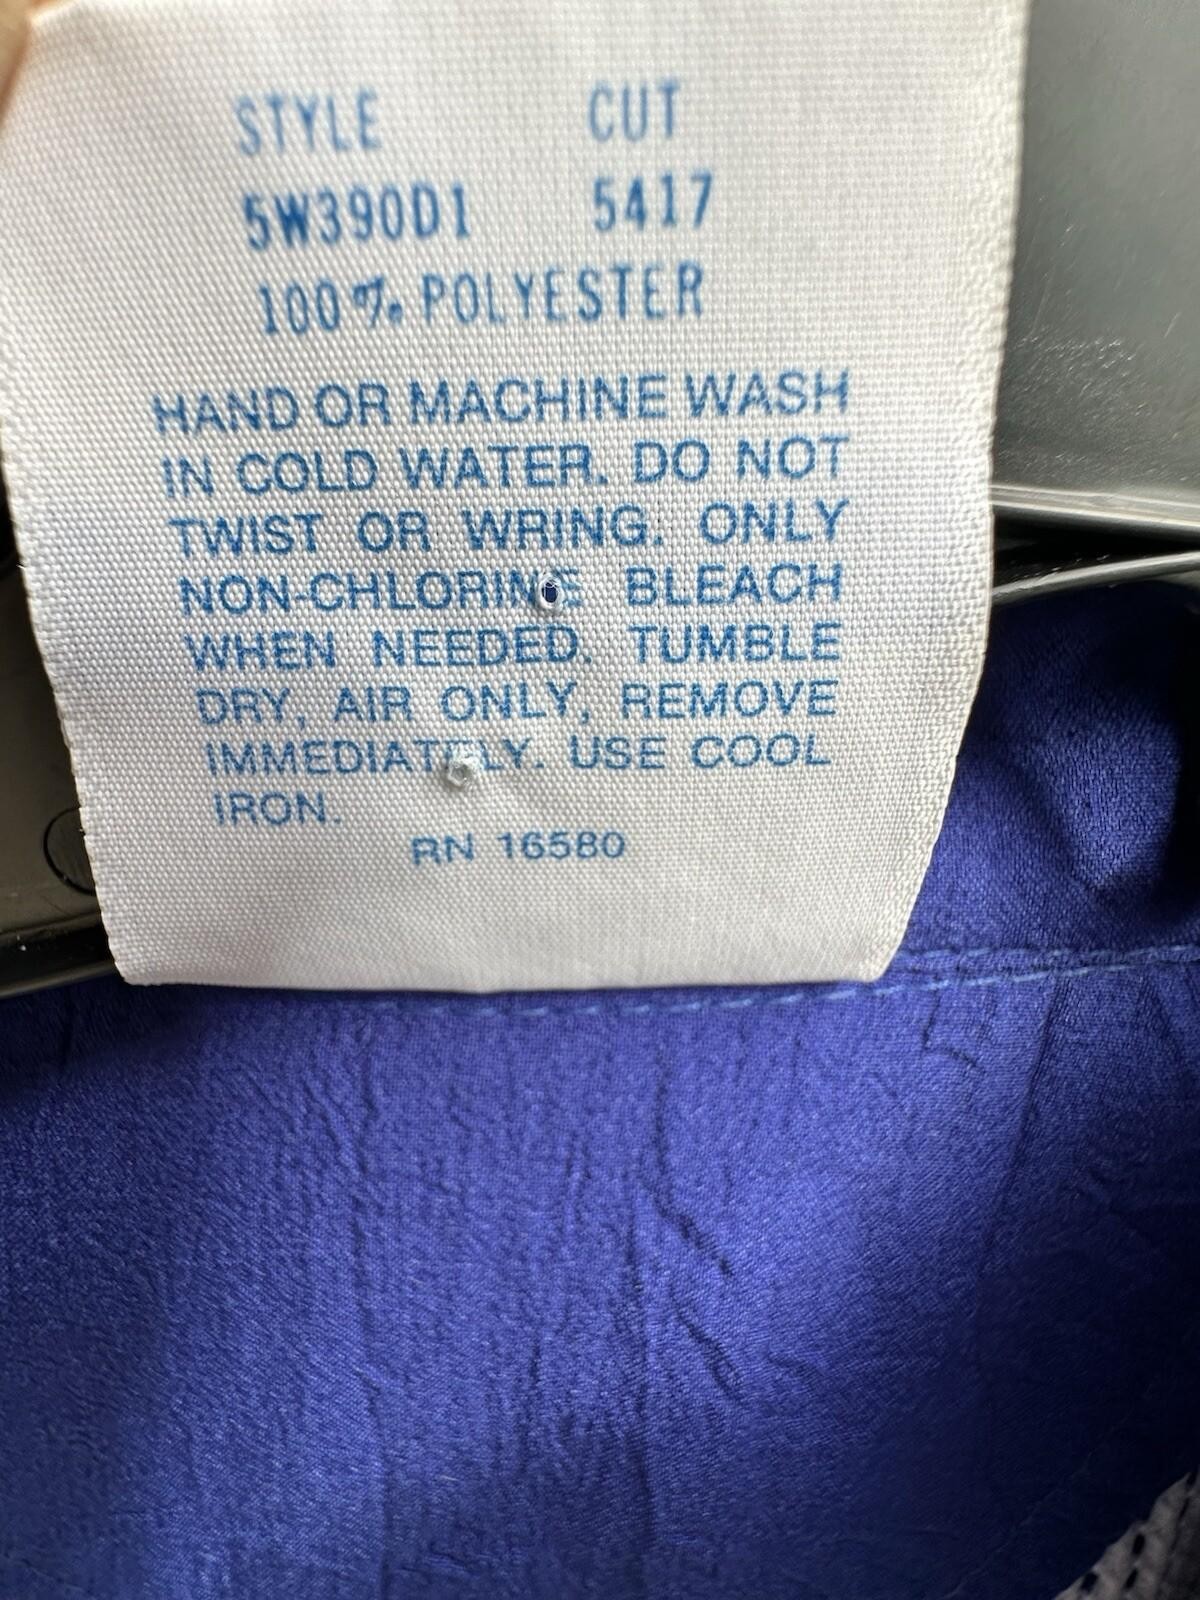 STYLE CUT
5W390D1 5417
100% POLYESTER
HAND OR MACHINE WASH
IN COLD WATER. DO NOT
TWIST OR WRING. ONLY
NON-CHLORINE BLEACH
WHEN NEEDED. TUMBLE
DRY, AIR ONLY, REMOVE
IMMEDIATELY. USE COOL
IRON.
RN 16580